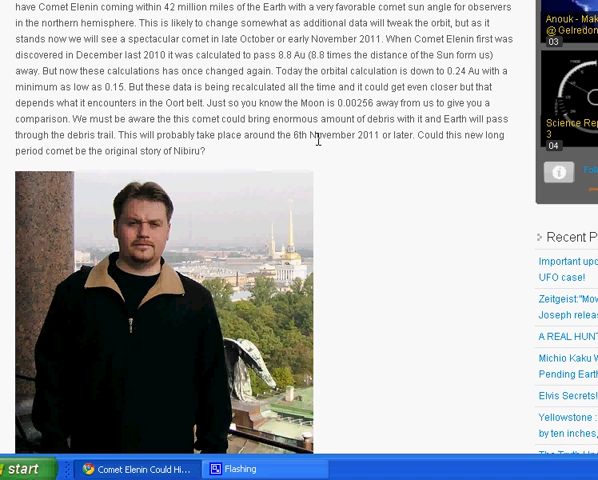 have Comet Elenin coming within 42 million miles of the Earth with a very favorable comet sun angle for observers
in the northern hemisphere. This is likely to change somewhat as additional data will tweak the orbit, but as it
stands now we will see a spectacular comet in late October or early November 2011. When Comet Elenin was first
discovered in December last 2010 it was calculated to pass 8.8 Au (8.8 times the distance of the Sun form us)
away. But now these calculations has once changed again. Today the orbital calculation is down to 0.24 Au with a
minimum as low as 0.15. But these data is being recalculated all the time and it could get even closer but that
depends what it encounters in the Oort belt. Just so you know the Moon is 0.00256 away from us to give you a
comparison. We must be aware the this comet could bring enormous amount of debris with it and Earth will pass
through the debris trail. This will probably take place around the 6th November 2011 or later. Could this new long
period comet be the original story of Nibiru?
Anouk - Mak
@ Gelredon
03
Science Rep
3
04
Foll
Recent P
Important upd
UFO case!
Zeitgeist:"Mov
Joseph releas
A REAL HUNT
Michio Kaku W
Pending Earth
Elvis Secrets!
Yellowstone :
by ten inches,
start
Comet Elenin Could Hi...
Flashing